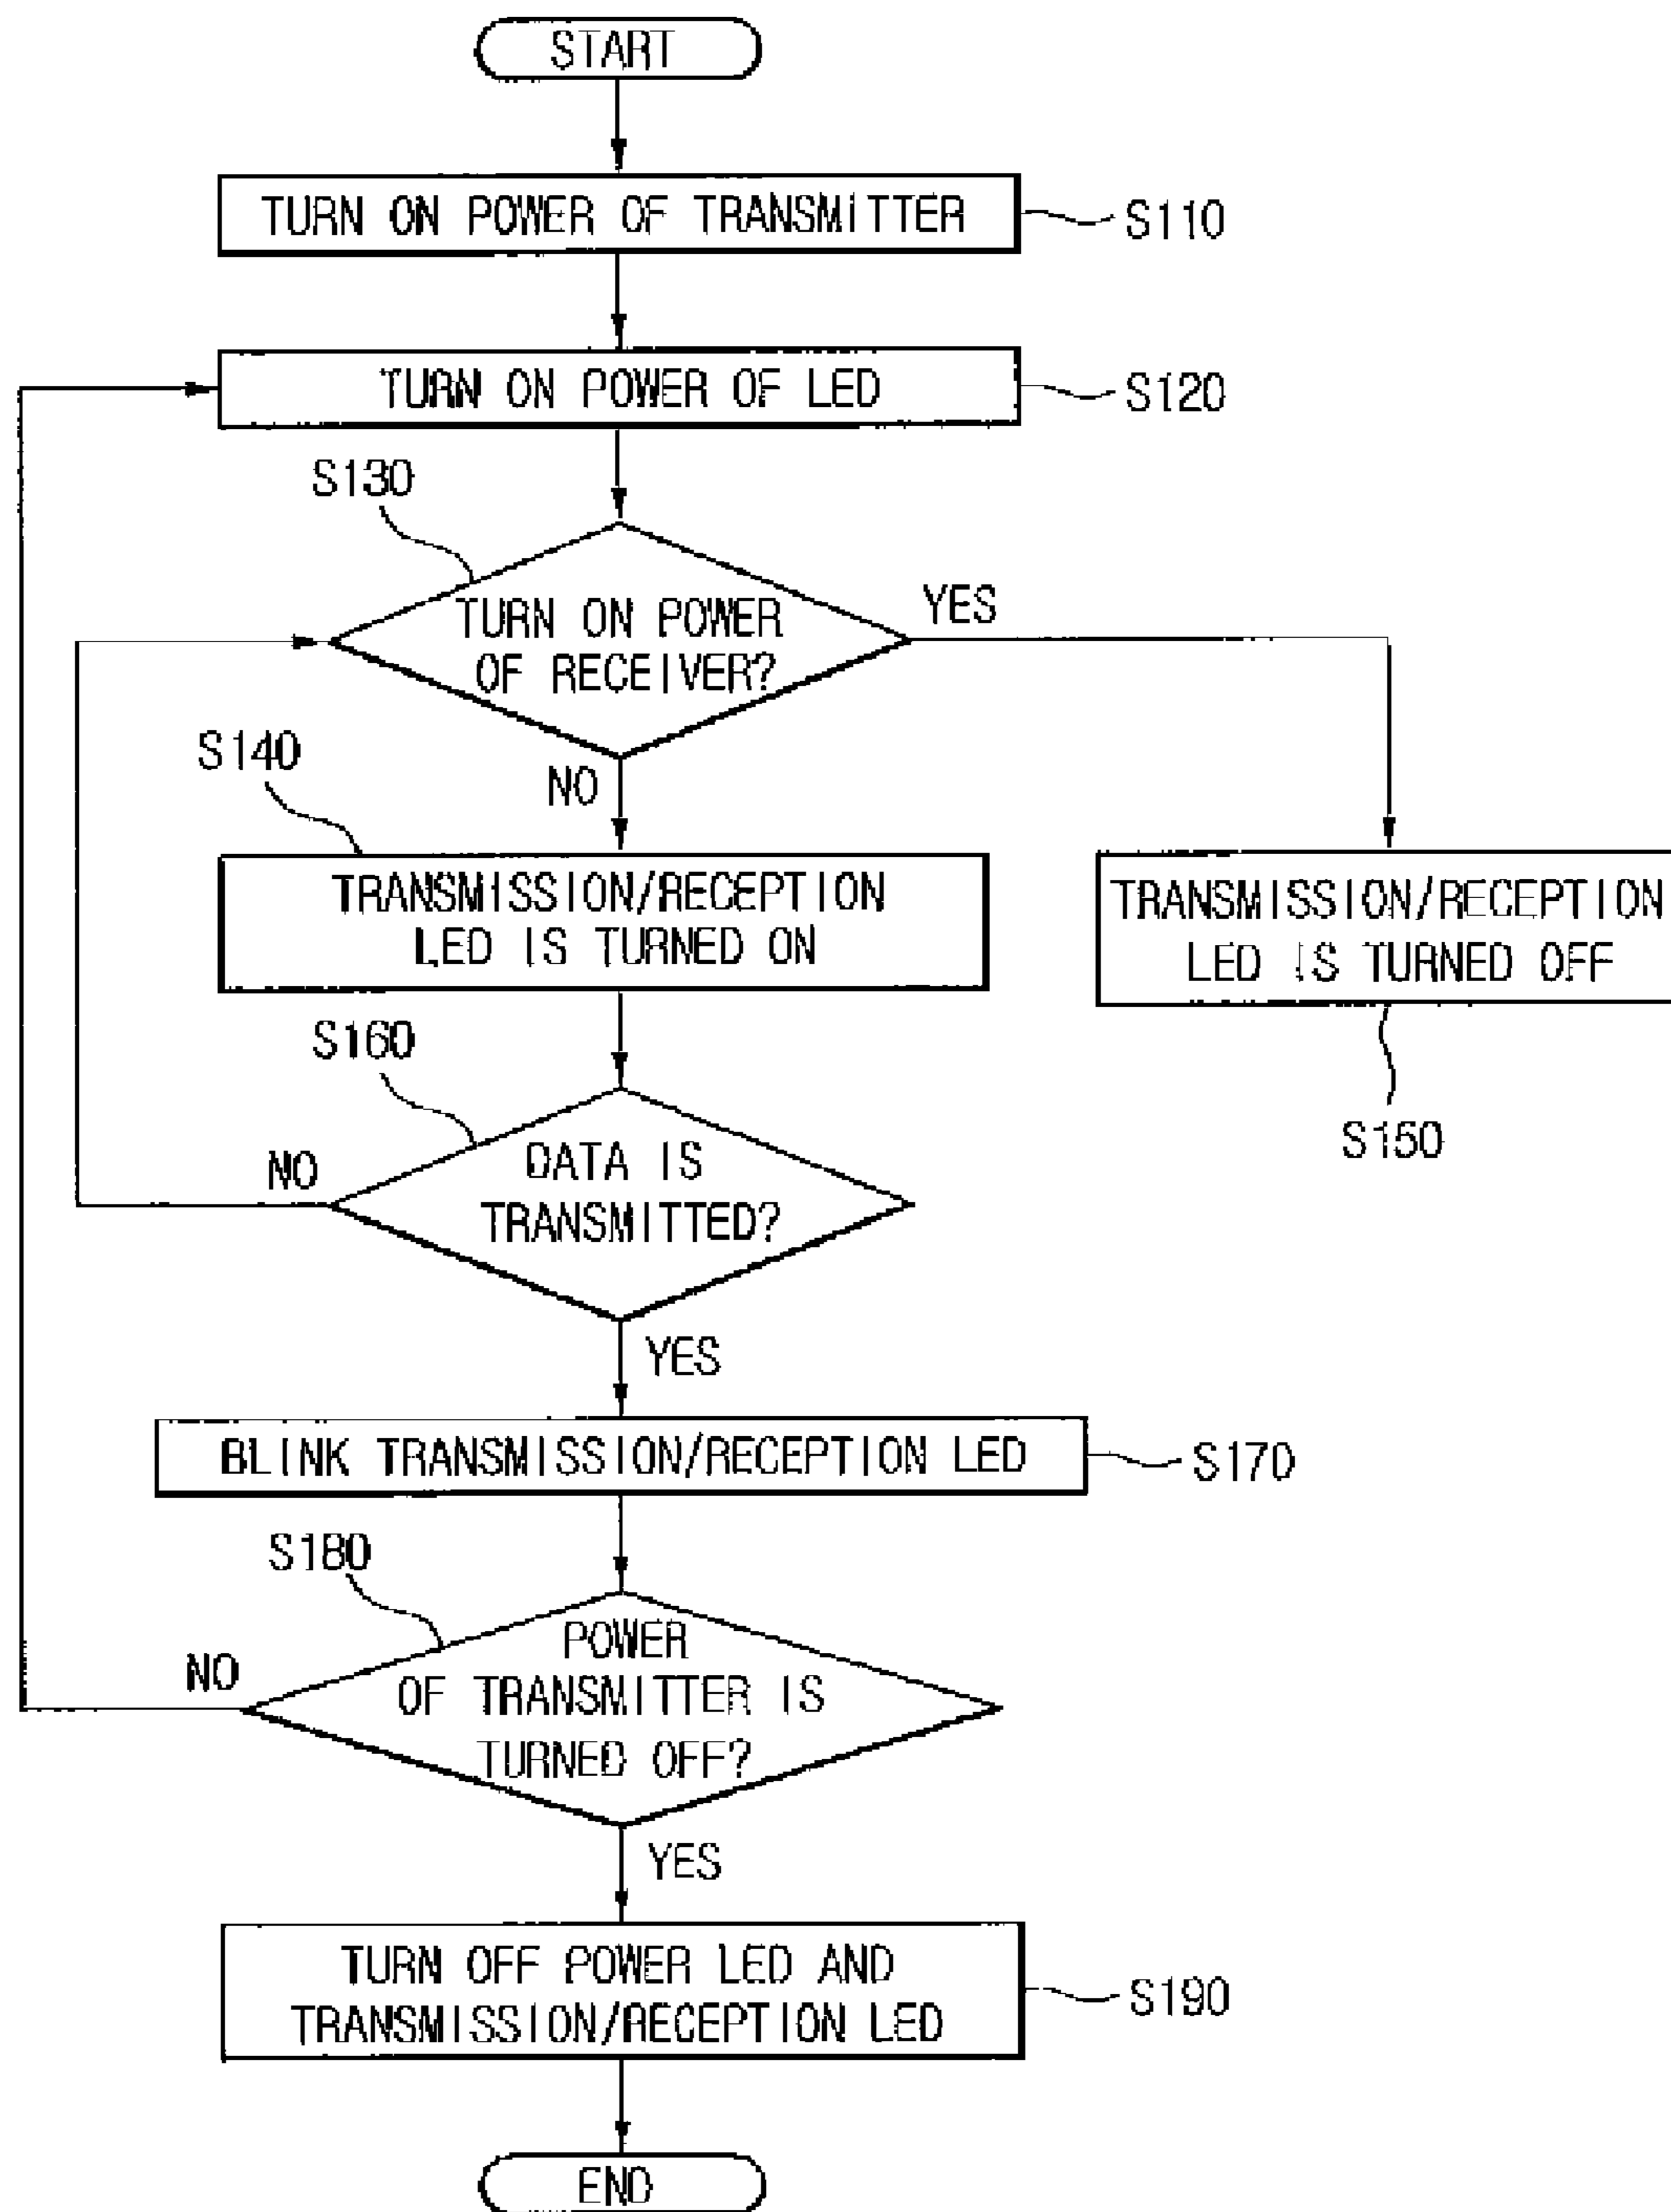 START
TURN ON POWER OF TRANSMITTER
S110
TURN ON POWER OF LED
S120
S130
TURN ON POWER
OF RECEIVER?
YES
NO
S140
TRANSMISSION/RECEPTION
LED IS TURNED ON
TRANSMISSION/RECEPTION
LED IS TURNED OFF
S150
S160
DATA IS
TRANSMITTED?
NO
YES
BLINK TRANSMISSION/RECEPTION LED
S170
S180
POWER
OF TRANSMITTER IS
TURNED OFF?
NO
YES
TURN OFF POWER LED AND
TRANSMISSION/RECEPTION LED
S190
END